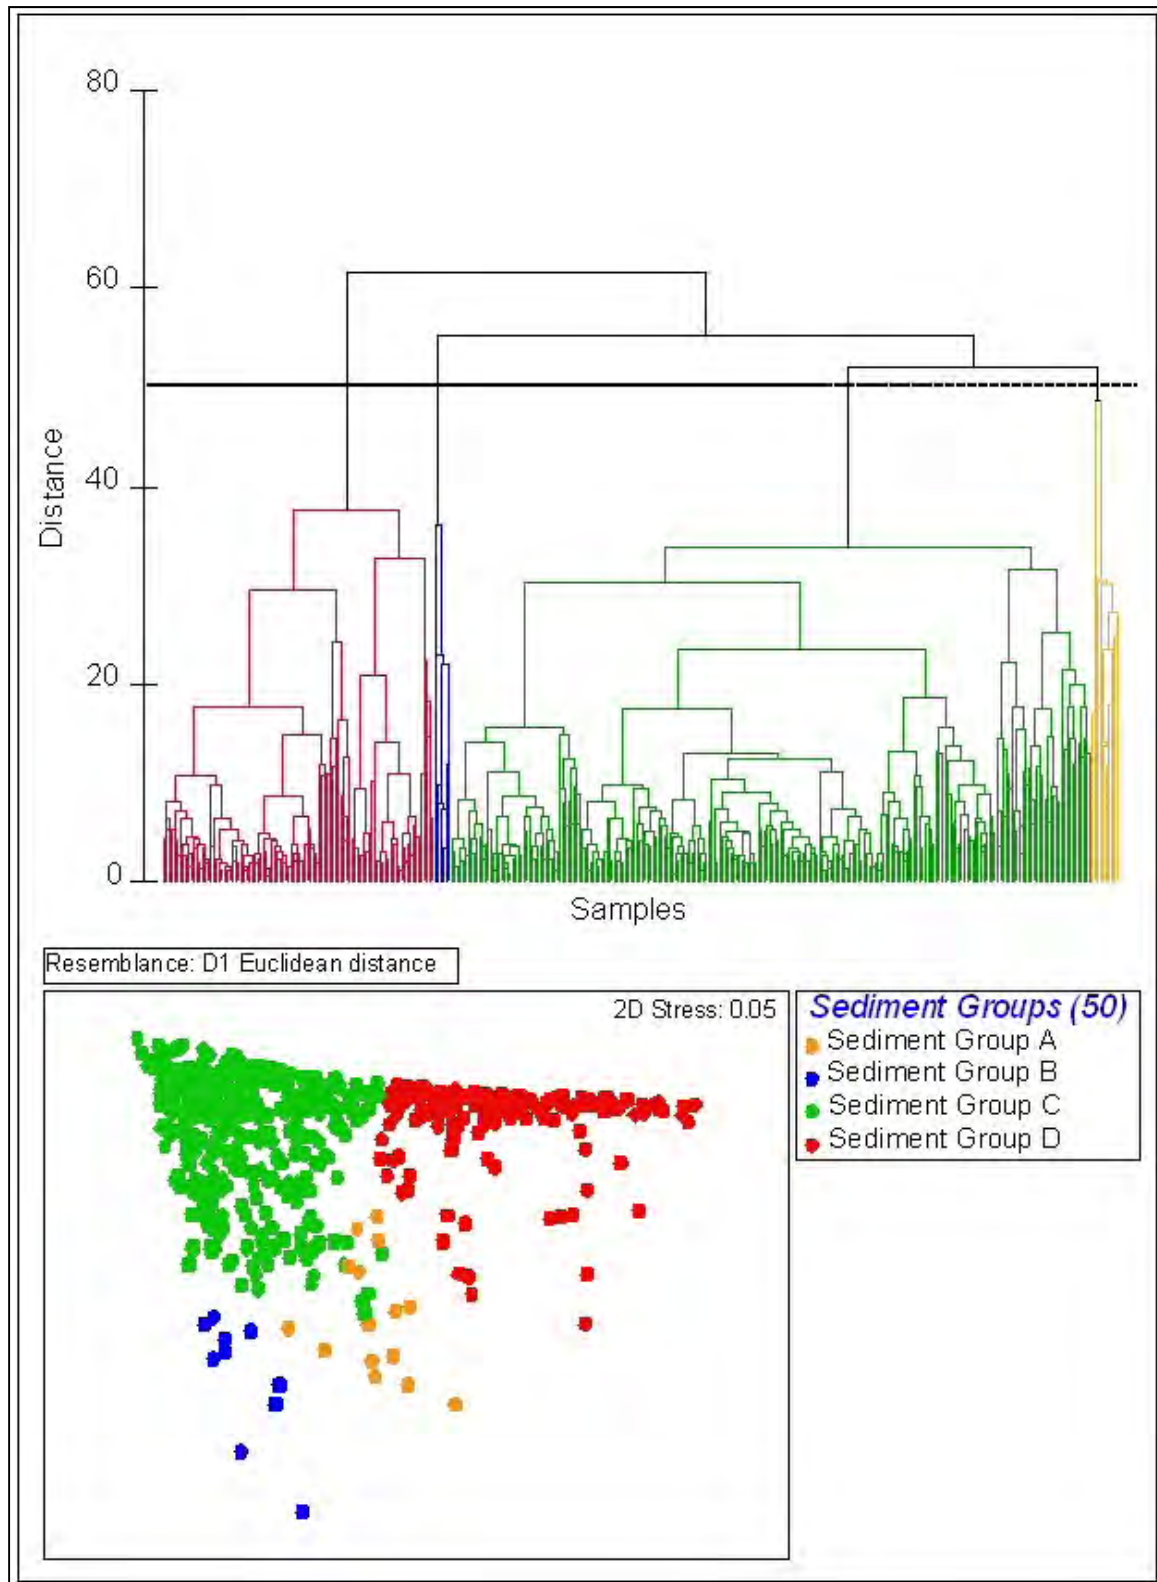 80
60
40
20
0
Distance
Samples
Resemblance: D1 Euclidean distance
2D Stress: 0.05
Sediment Groups (50)
Sediment Group A
Sediment Group B
Sediment Group C
Sediment Group D